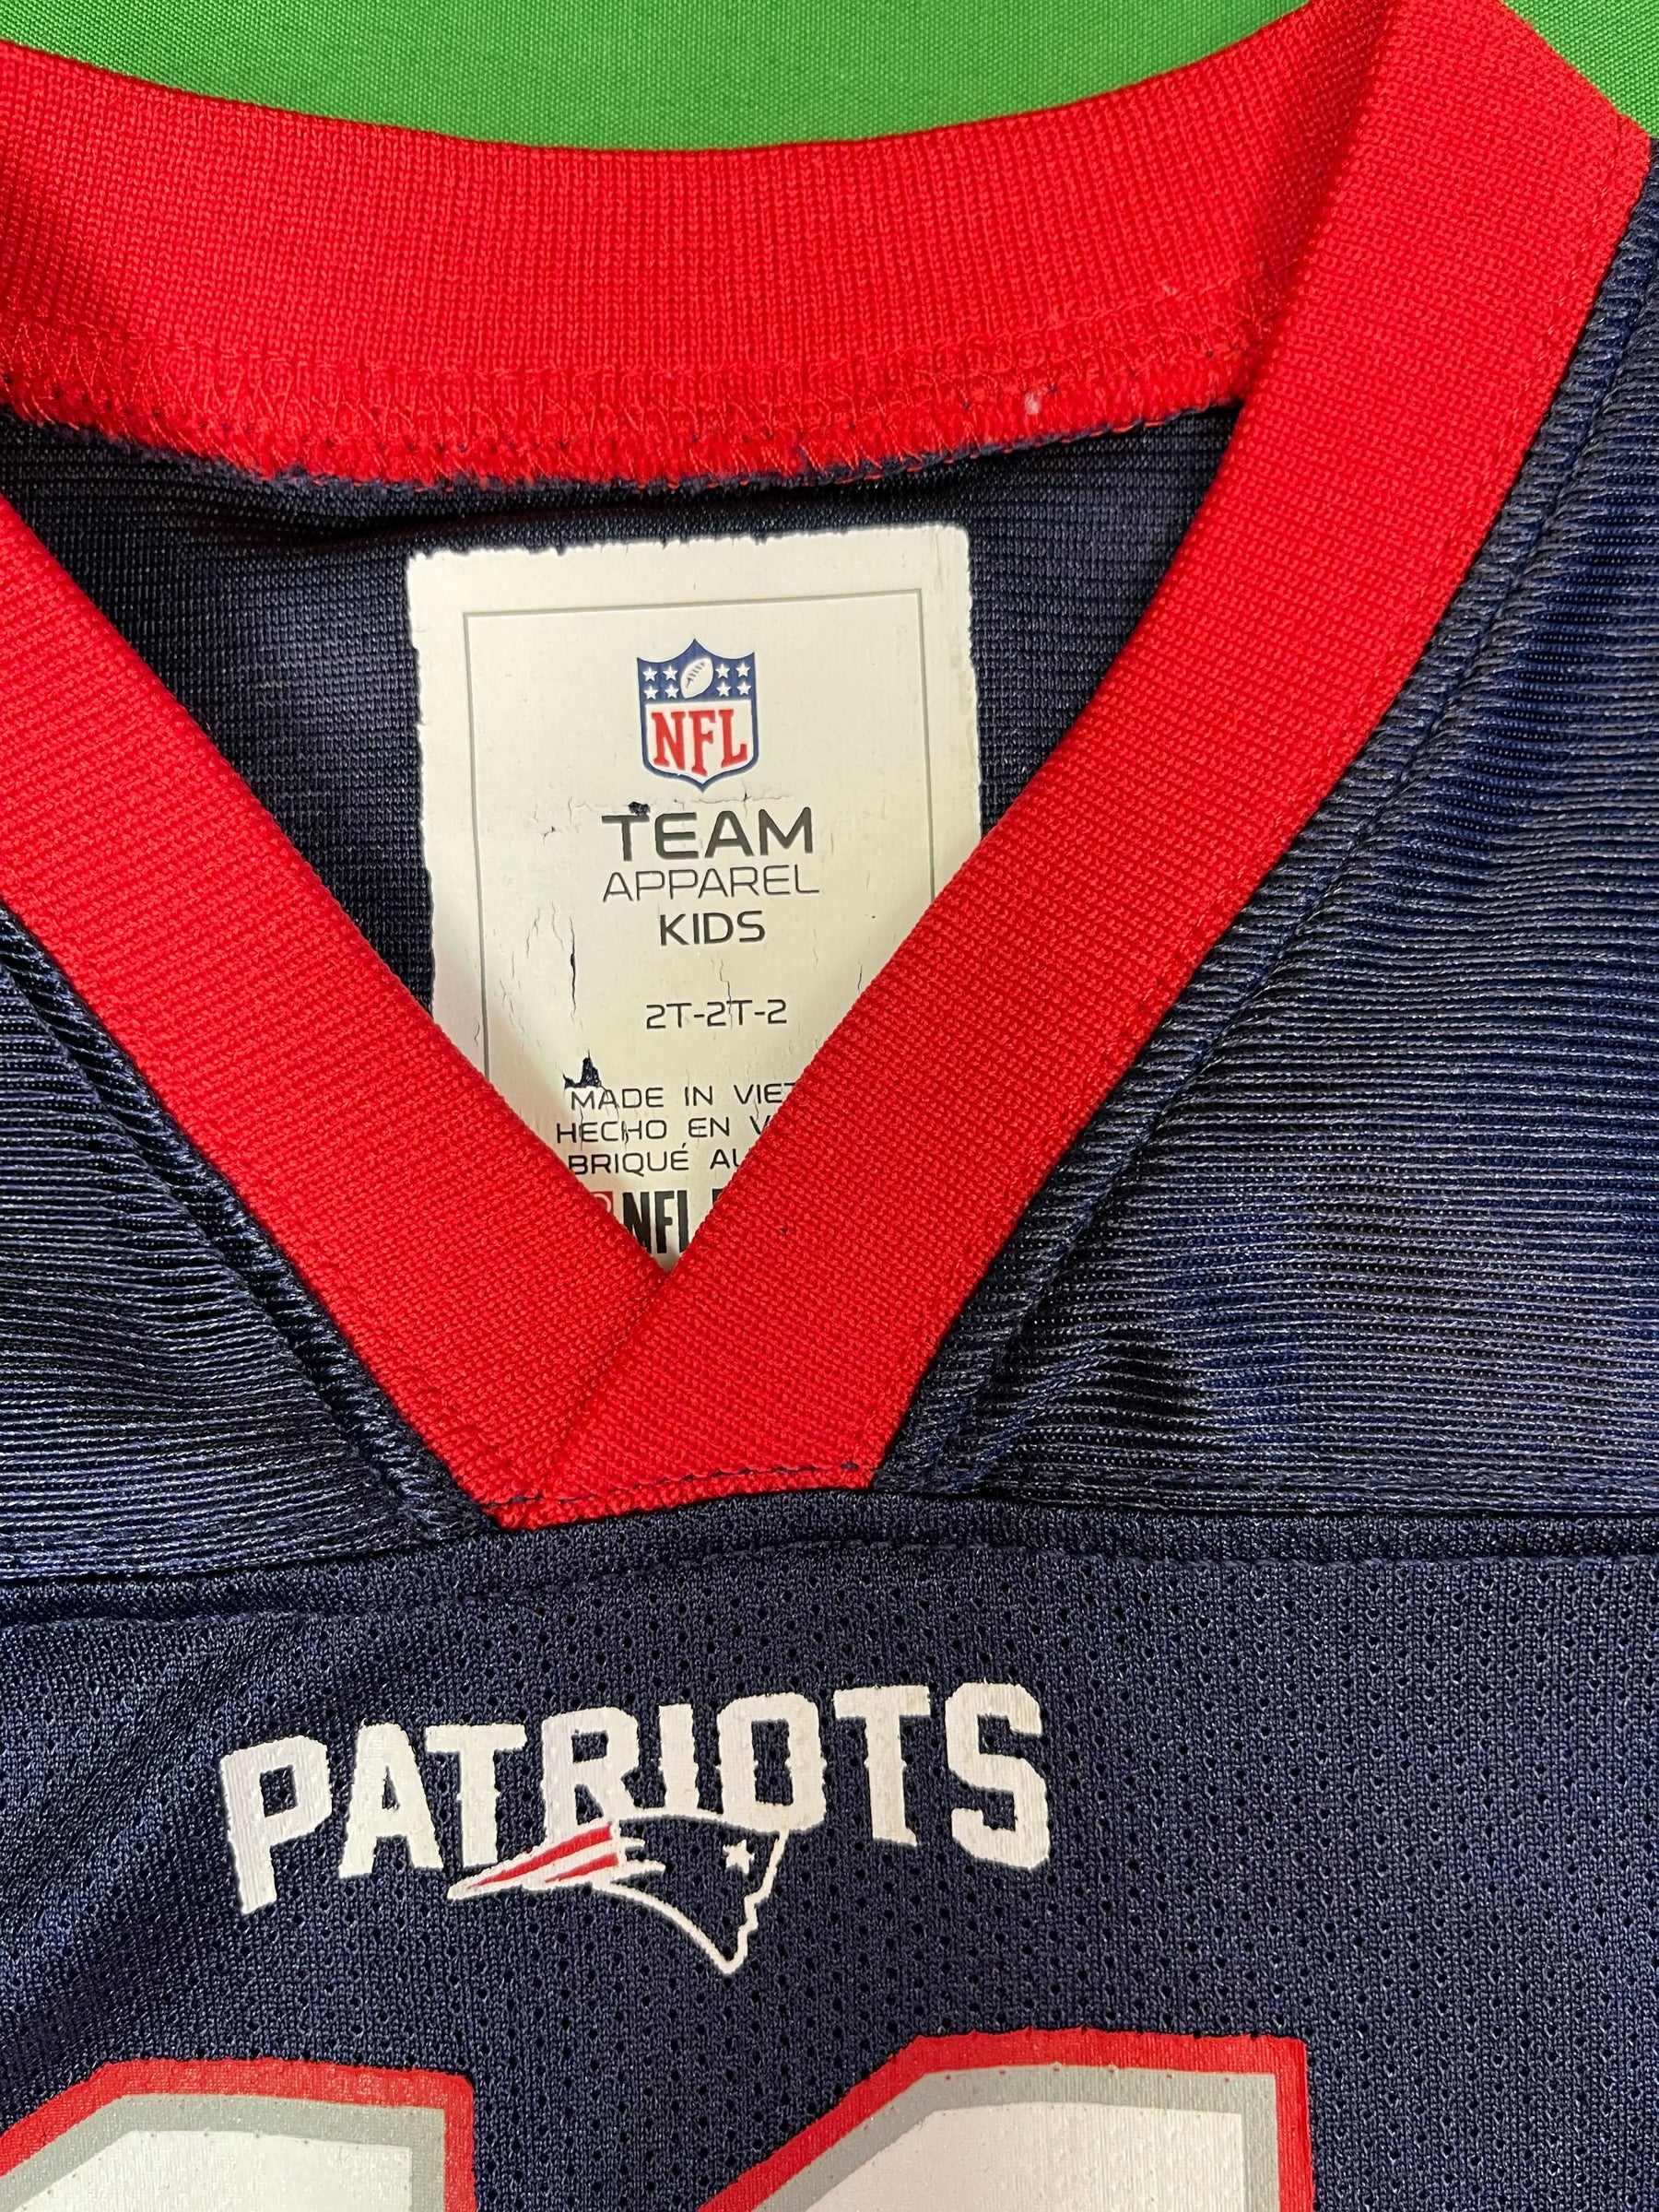 NFL
TEAM
APPAREL
KIDS
2T-2T-2
MADE IN VIET
HECHO EN V
BRIQUÉ AU
NFL
PATRIOTS